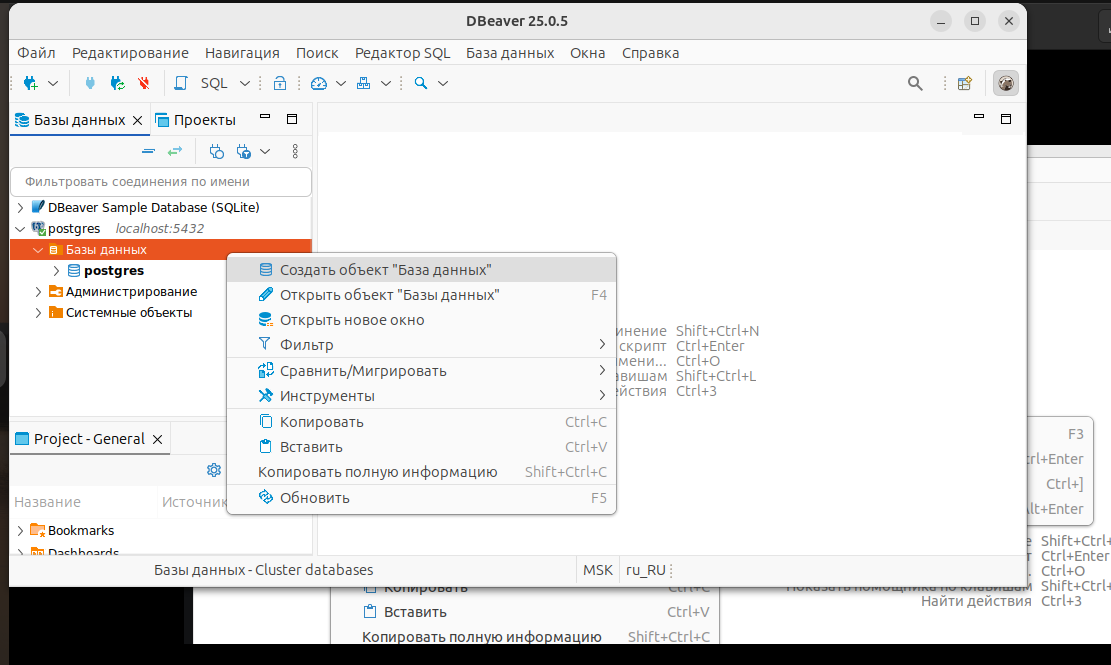 DBeaver 25.0.5
Файл Редактирование Навигация Поиск Редактор SQL База данных Окна Справка
SQL
Базы данных Проекты
Фильтровать соединения по имени
DBeaver Sample Database (SQLite)
postgres localhost:5432
Базы данных
postgres
Администрирование
Системные объекты
Создать объект "База данных"
Открыть объект "Базы данных" F4
Открыть новое окно
Фильтр
Сравнить/Мигрировать
Инструменты
Копировать Ctrl+C
Вставить Ctrl+V
Копировать полную информацию Shift+Ctrl+C
Обновить F5
инение Shift+Ctrl+N
скрипт Ctrl+Enter
мени... Ctrl+O
авишам Shift+Ctrl+L
ействия Ctrl+3
Project - General
Название Источник
Bookmarks
Dashboards
Базы данных - Cluster databases MSK ru_RU
F3
trl+Enter
Ctrl+]
Alt+Enter
е Shift+Ctrl+
т Ctrl+Enter
. Ctrl+O
Показать помощника по клавишам Shift+Ctrl+
Найти действия Ctrl+3
Копировать Ctrl+C
Вставить Ctrl+V
Копировать полную информацию Shift+Ctrl+C